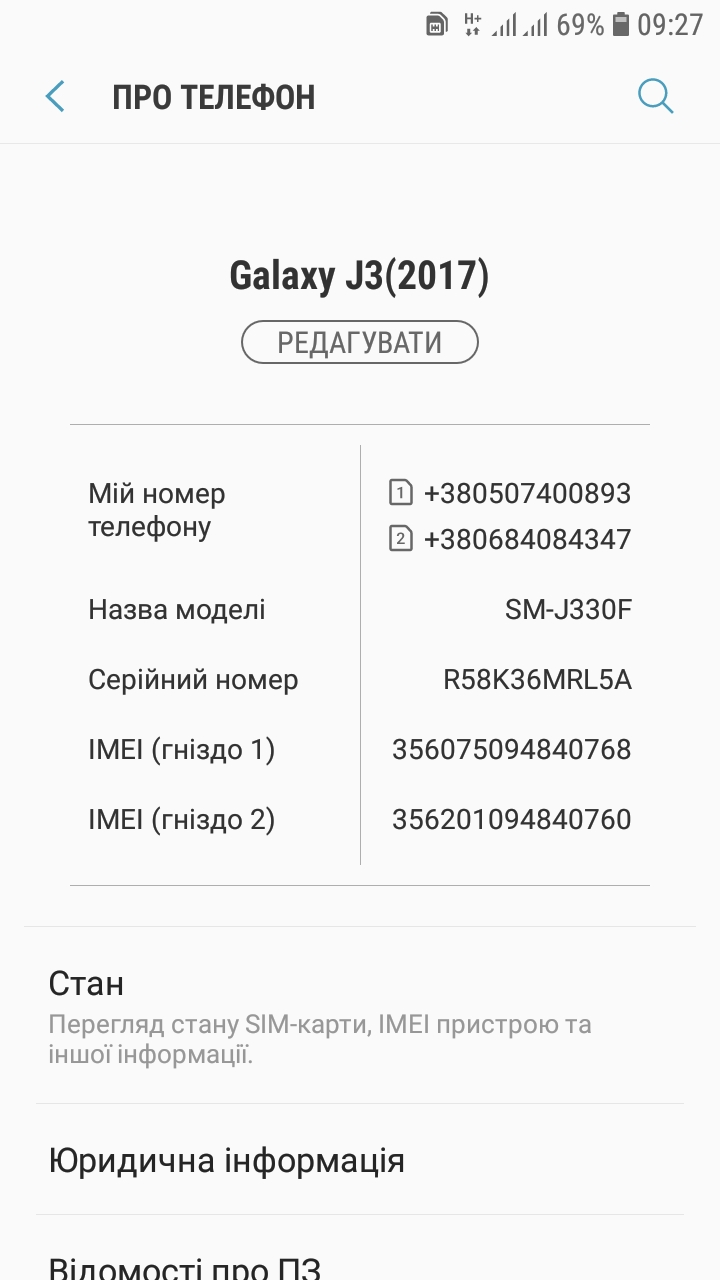 H+ 69% 09:27
ПРО ТЕЛЕФОН
Galaxy J3(2017)
РЕДАГУВАТИ
Мій номер
телефону
1 +380507400893
2 +380684084347
Назва моделі SM-J330F
Серійний номер R58K36MRL5A
IMEI (гніздо 1) 356075094840768
IMEI (гніздо 2) 356201094840760
Стан
Перегляд стану SIM-карти, IMEI пристрою та
іншої інформації.
Юридична інформація
Відомості про ПЗ